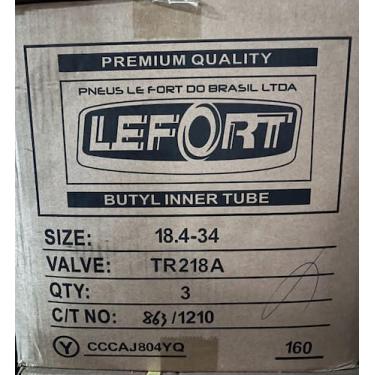 PREMIUM QUALITY
PNEUS LE FORT DO BRASIL LTDA
LEFORT
BUTYL INNER TUBE
SIZE: 18.4-34
VALVE: TR218A
QTY: 3
C/T NO: 863/1210
Y CCCAJ804YQ 160